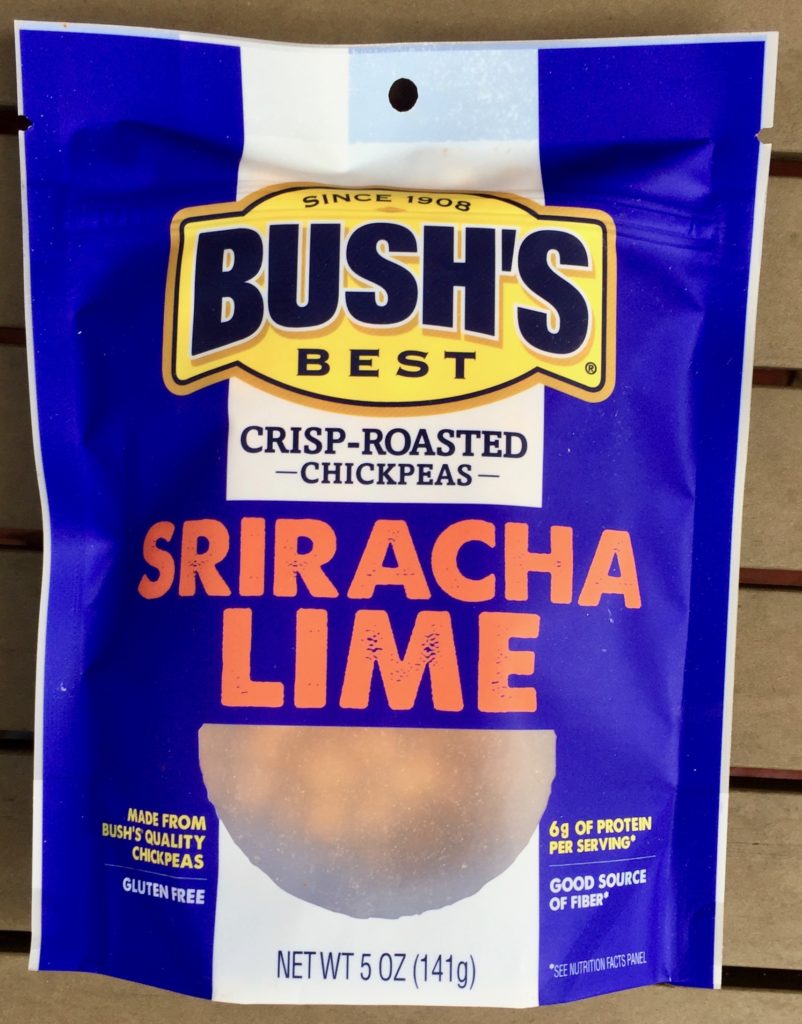 SINCE 1908
BUSH'S
BEST
®
CRISP-ROASTED
—CHICKPEAS—
SRIRACHA
LIME
MADE FROM
BUSH'S QUALITY
CHICKPEAS
GLUTEN FREE
6g OF PROTEIN
PER SERVING*
GOOD SOURCE
OF FIBER*
NET WT 5 OZ (141g)
*SEE NUTRITION FACTS PANEL